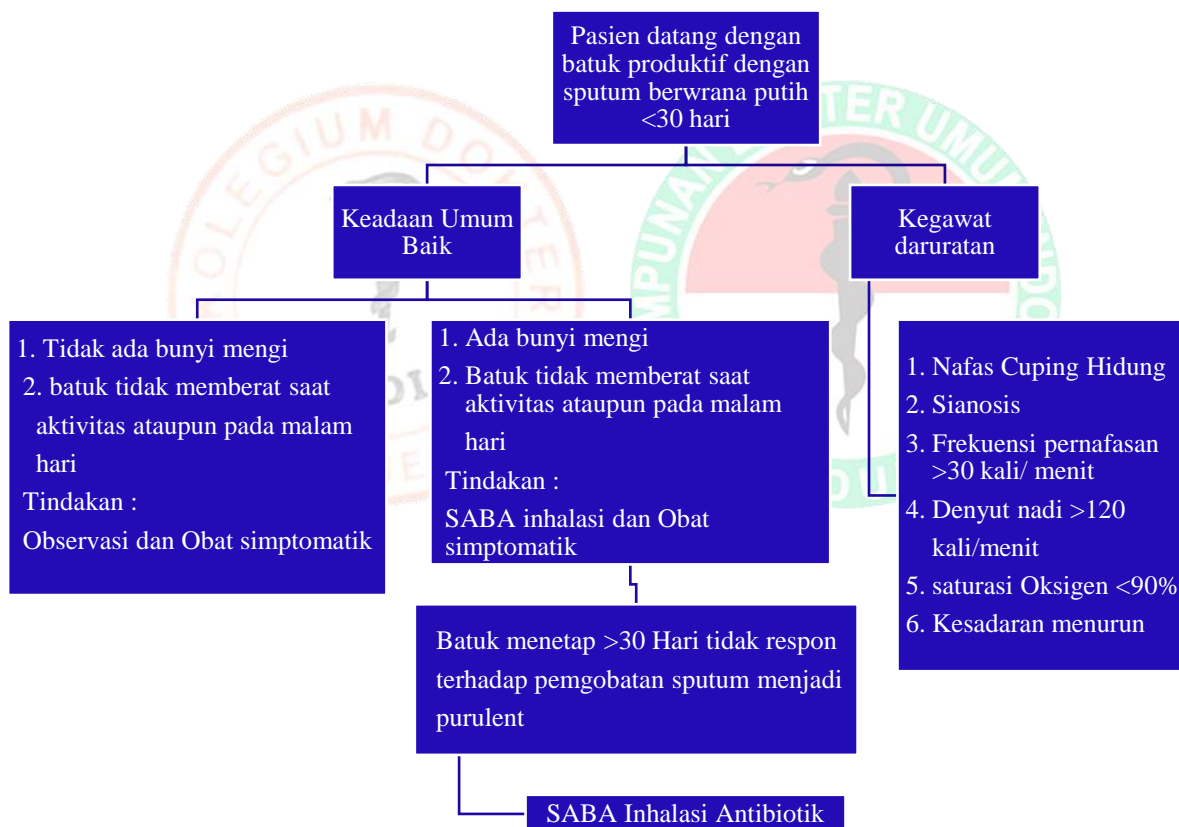 Pasien datang dengan
batuk produktif dengan
sputum berwrana putih
<30 hari
Keadaan Umum
Baik
Kegawat
daruratan
1. Tidak ada bunyi mengi
2. batuk tidak memberat saat
aktivitas ataupun pada malam
hari
Tindakan :
Observasi dan Obat simptomatik
1. Ada bunyi mengi
2. Batuk tidak memberat saat
aktivitas ataupun pada malam
hari
Tindakan :
SABA inhalasi dan Obat
simptomatik
1. Nafas Cuping Hidung
2. Sianosis
3. Frekuensi pernafasan
>30 kali/ menit
4. Denyut nadi >120
kali/menit
5. saturasi Oksigen <90%
6. Kesadaran menurun
Batuk menetap >30 Hari tidak respon
terhadap pemgobatan sputum menjadi
purulent
SABA Inhalasi Antibiotik